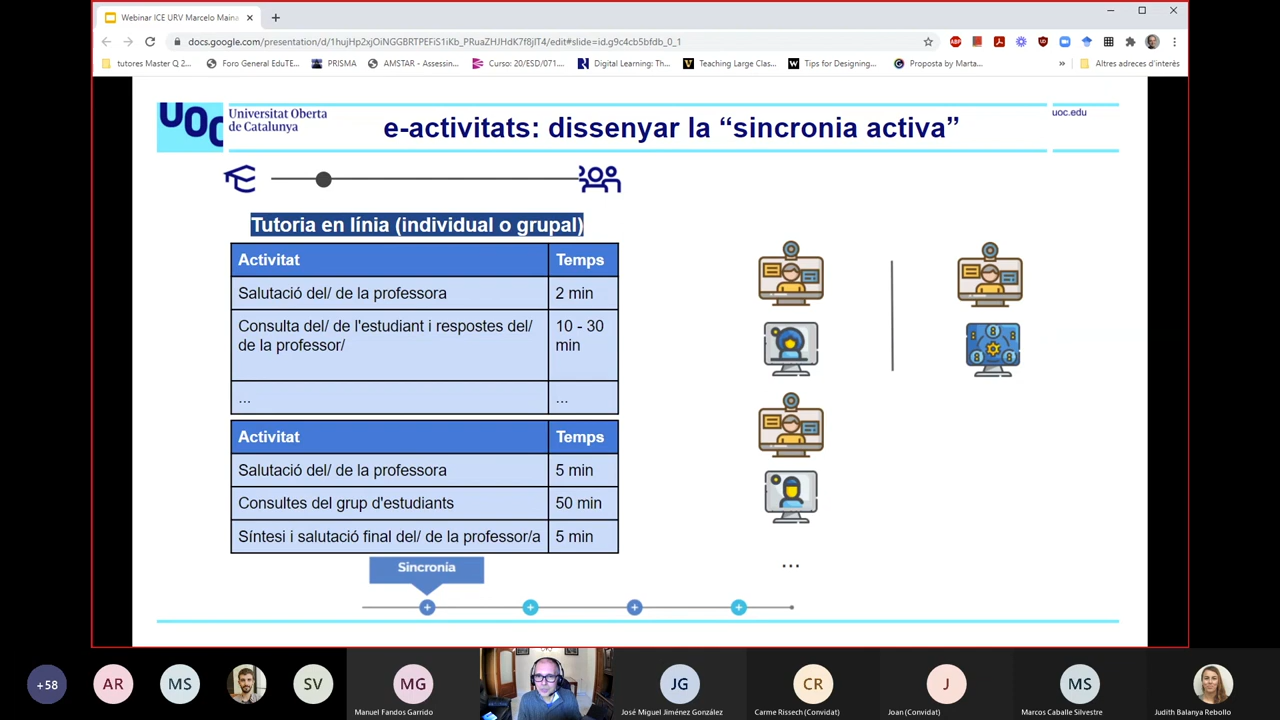 Webinar ICE URV Marcelo Maina
docs.google.com/presentation/d/1hujHp2xjOiNGGBRTPEFiS1iKb_PRuaZHJHdK7f8jIT4/edit#slide=id.g9c4cb5bfdb_0_1
tutores Master Q 2...
Foro General EduTE...
PRISMA
AMSTAR - Assessin...
Curso: 20/ESD/071....
Digital Learning: Th...
Teaching Large Clas...
Tips for Designing...
Proposta by Marta...
»
Altres adreces d'interès
UOC
Universitat Oberta
de Catalunya
e-activitats: dissenyar la “sincronia activa”
uoc.edu
Tutoria en línia (individual o grupal)
Activitat Temps
Salutació del/ de la professora 2 min
Consulta del/ de l'estudiant i respostes del/ 10 - 30
de la professor/ min
... ...
Activitat Temps
Salutació del/ de la professora 5 min
Consultes del grup d'estudiants 50 min
Síntesi i salutació final del/ de la professor/a 5 min
...
Sincronia
+58
AR
MS
SV
MG
JG
CR
J
MS
Manuel Fandos Garrido
José Miguel Jiménez González
Carme Rissech (Convidat)
Joan (Convidat)
Marcos Caballe Silvestre
Judith Balanya Rebollo